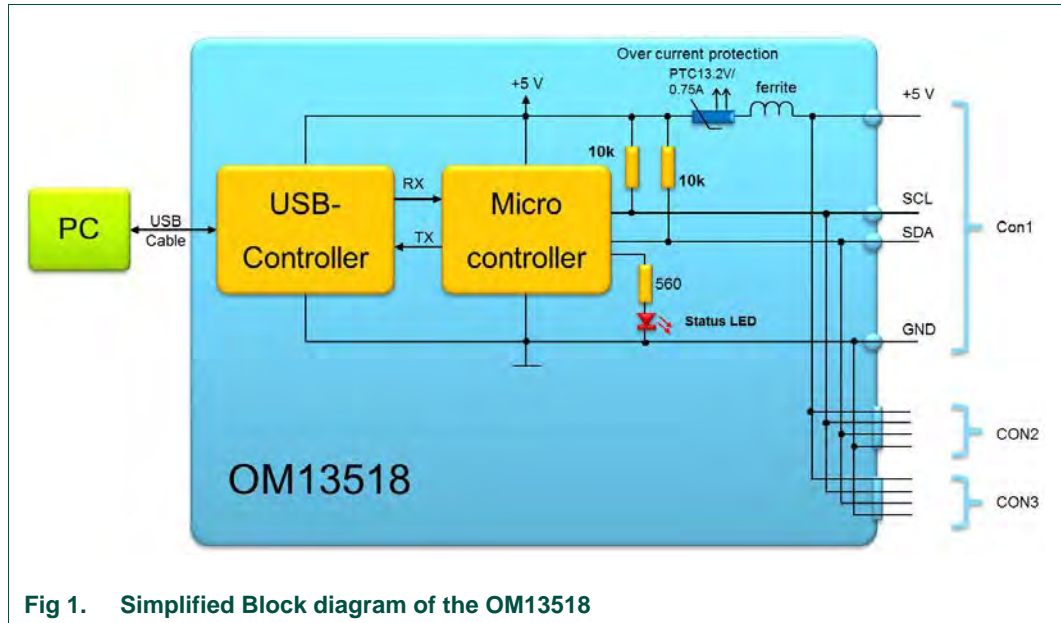 Over current protection
PTC13.2V/
0.75A
ferrite
+5 V
+5 V
10k
10k
RX
TX
PC
USB
Cable
USB-
Controller
Micro
controller
SCL
SDA
Con1
560
Status LED
GND
CON2
CON3
OM13518
Fig 1. Simplified Block diagram of the OM13518